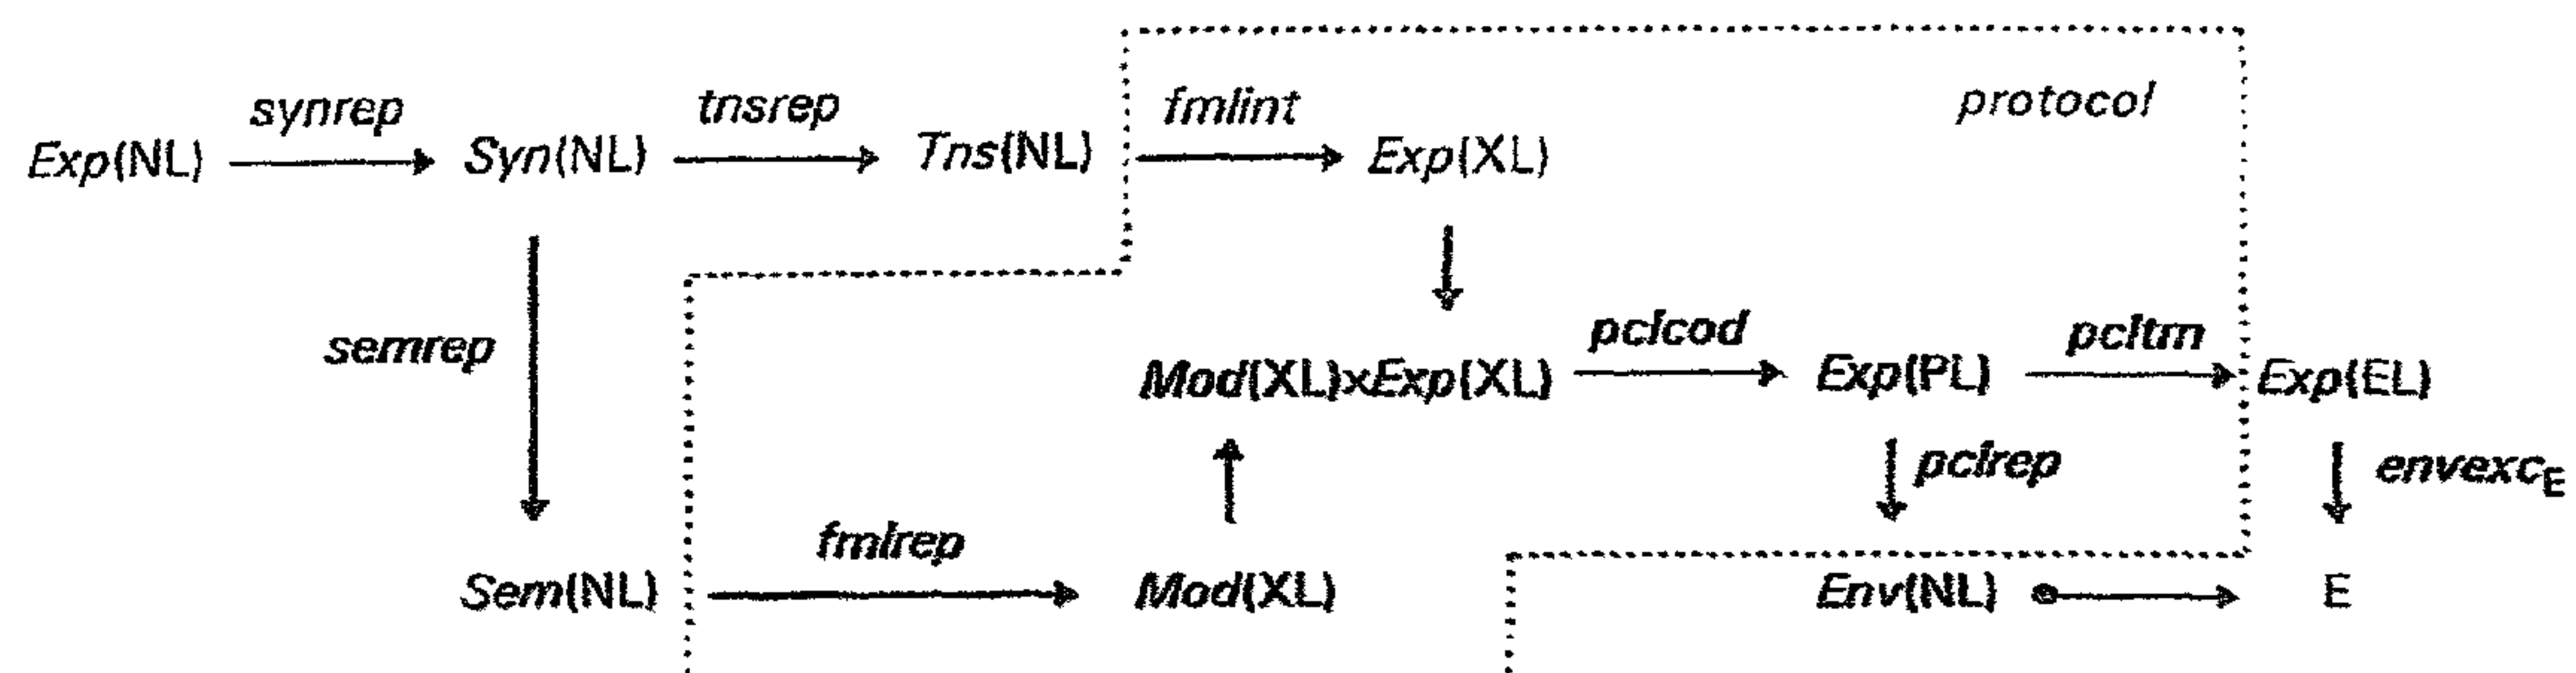 synrep tnsrep fmlint protocol
Exp(NL) Syn(NL) Tns(NL) Exp(XL)
semrep pclcod pcltrn
Mod(XL)xExp(XL) Exp(PL) Exp(EL)
pclrep envexcE
fmlrep
Sem(NL) Mod(XL) Env(NL) E